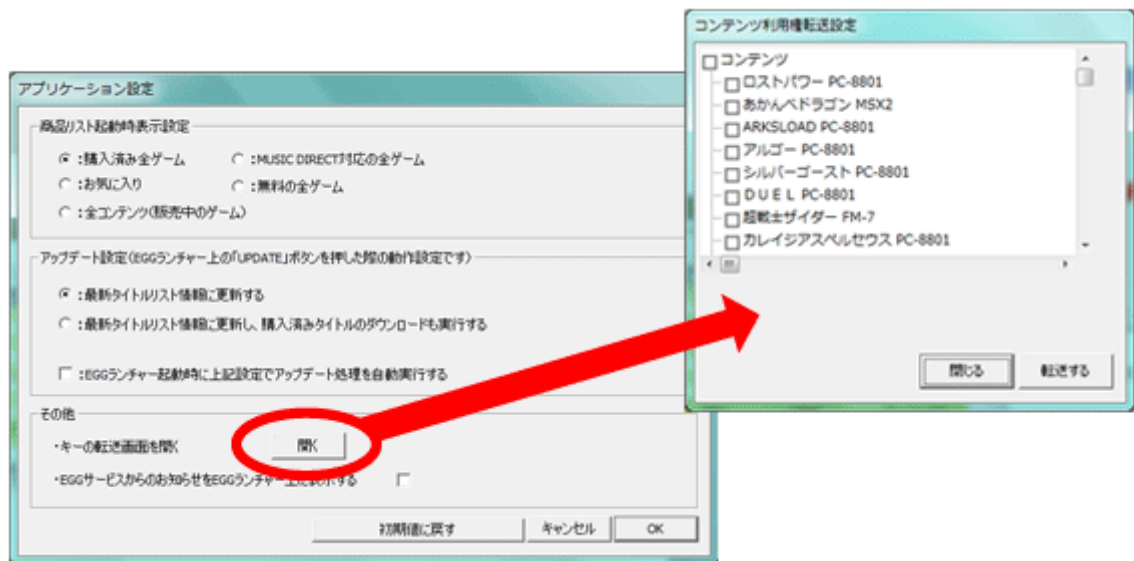 アプリケーション設定
商品リスト起動時表示設定
:購入済み全ゲーム
:MUSIC DIRECT対応の全ゲーム
:お気に入り
:無料の全ゲーム
:全コンテンツ(販売中のゲーム)
アップデート設定(EGGランチャー上の「UPDATE」ボタンを押した際の動作設定です)
:最新タイトルリスト情報に更新する
:最新タイトルリスト情報に更新し、購入済みタイトルのダウンロードも実行する
:EGGランチャー起動時に上記設定でアップデート処理を自動実行する
その他
・キーの転送画面を開く
開く
・EGGサービスからのお知らせをEGGランチャー上に表示する
初期値に戻す
キャンセル
OK
コンテンツ利用権転送設定
コンテンツ
ロストパワー PC-8801
あかんべドラゴン MSX2
ARKSLOAD PC-8801
アルゴー PC-8801
シルバーゴースト PC-8801
DUEL PC-8801
超戦士ザイダー FM-7
カレイジアスペルセウス PC-8801
閉じる
転送する